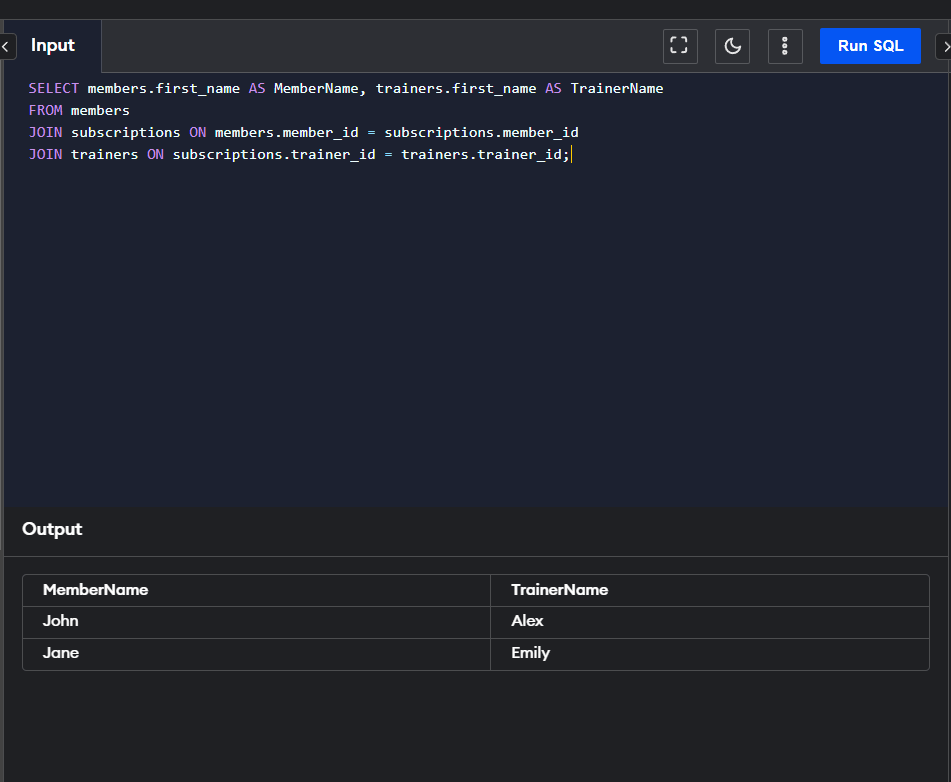 Input
Run SQL
SELECT members.first_name AS MemberName, trainers.first_name AS TrainerName
FROM members
JOIN subscriptions ON members.member_id = subscriptions.member_id
JOIN trainers ON subscriptions.trainer_id = trainers.trainer_id;
Output
MemberName TrainerName
John Alex
Jane Emily